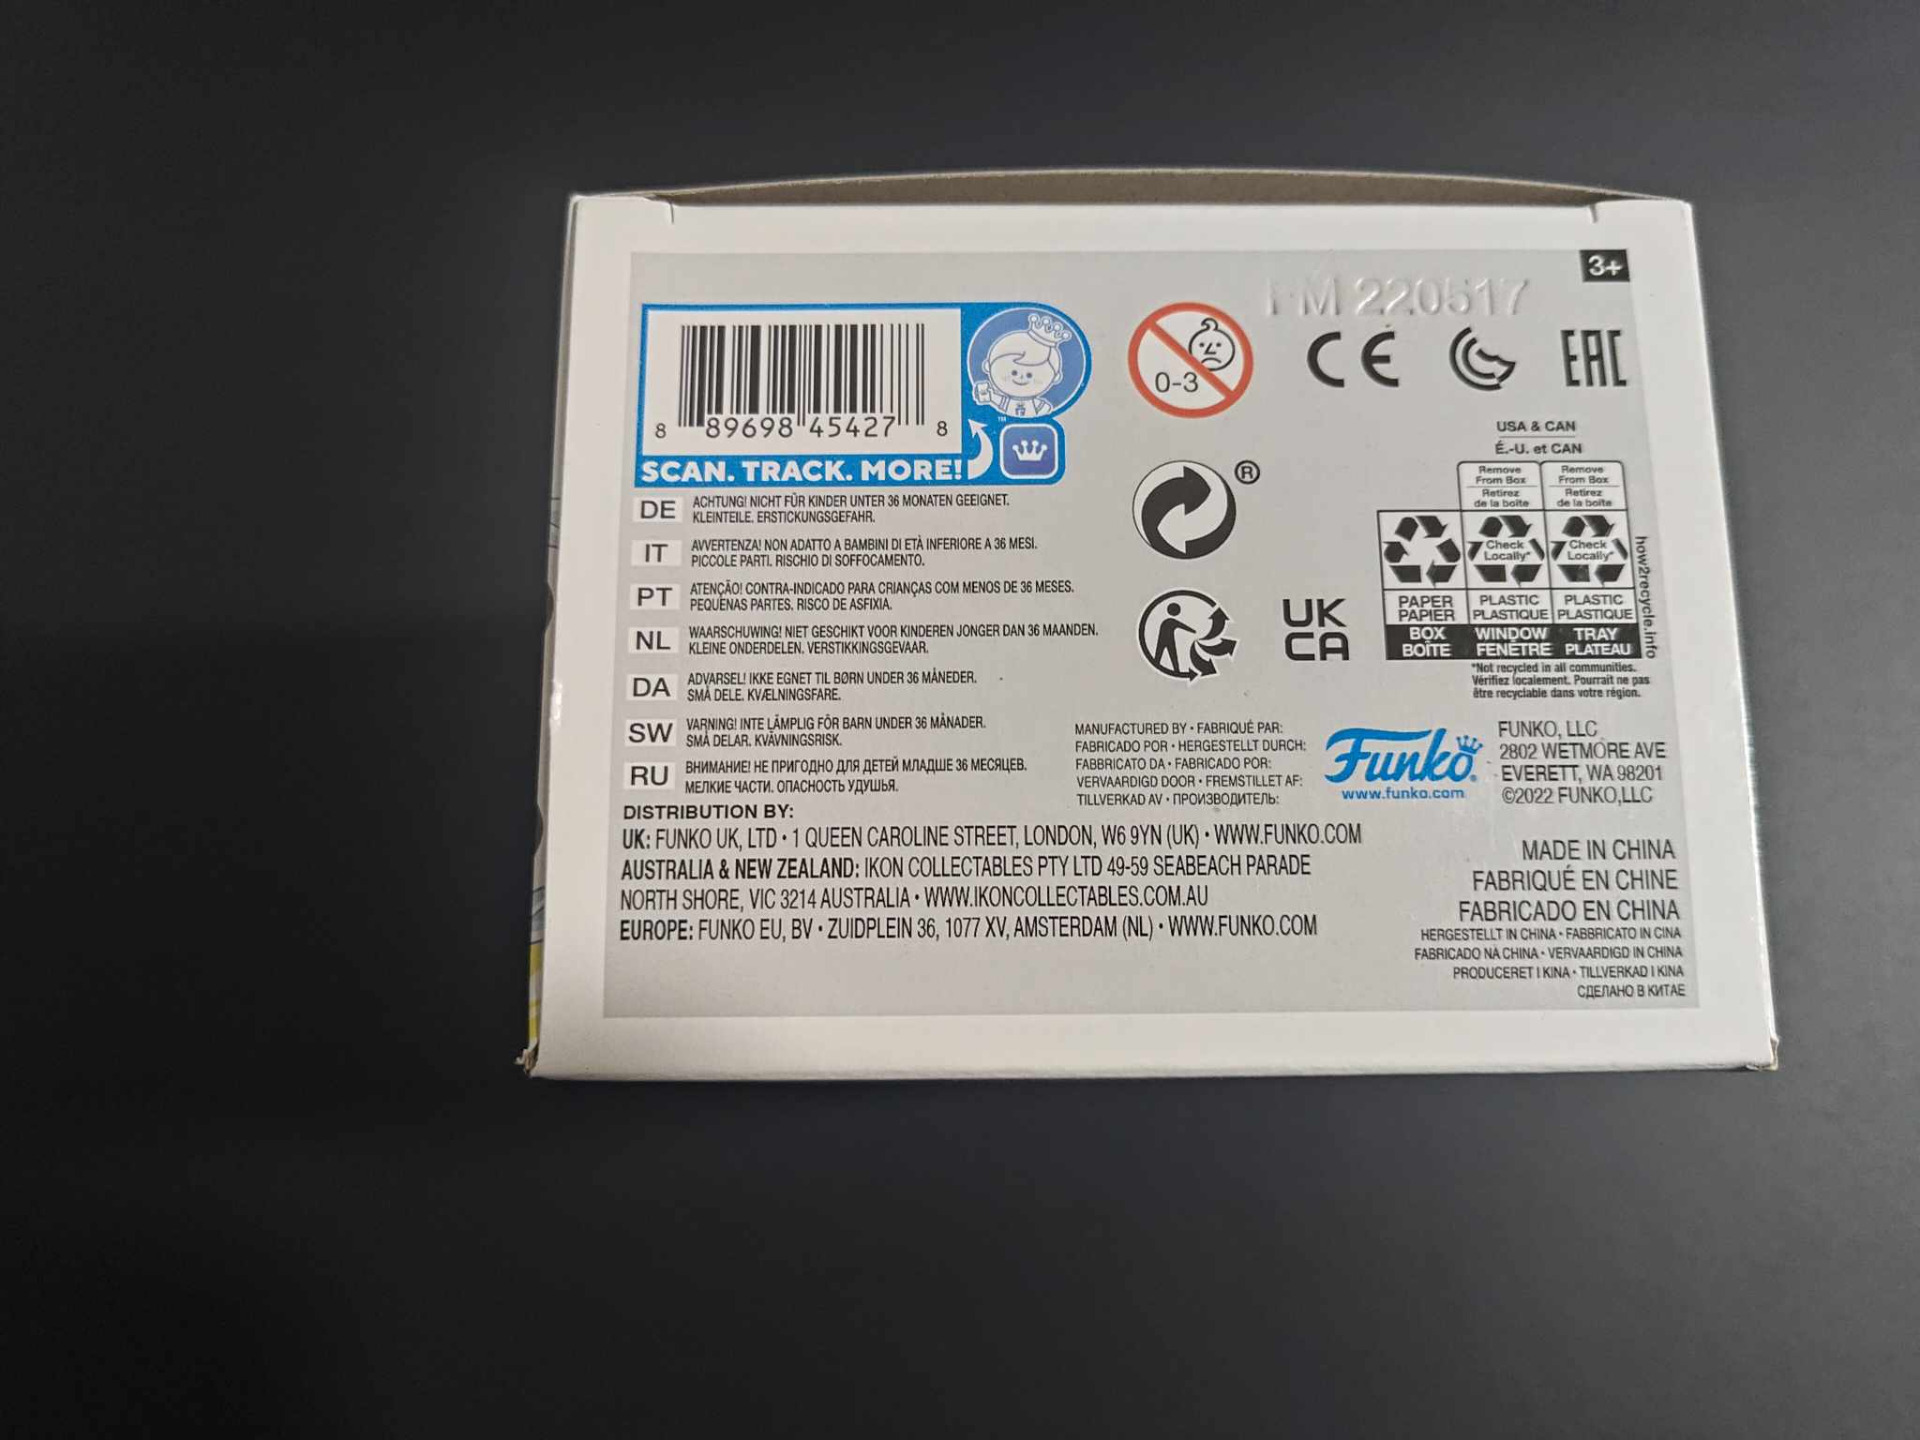 3+
M 220517
8 89698 45427 8
SCAN. TRACK. MORE!
™
0-3
CE
EAC
DE ACHTUNG! NICHT FÜR KINDER UNTER 36 MONATEN GEEIGNET.
KLEINTEILE. ERSTICKUNGSGEFAHR.
IT AVVERTENZA! NON ADATTO A BAMBINI DI ETÀ INFERIORE A 36 MESI.
PICCOLE PARTI. RISCHIO DI SOFFOCAMENTO.
PT ATENÇÃO! CONTRA-INDICADO PARA CRIANÇAS COM MENOS DE 36 MESES.
PEQUENAS PARTES. RISCO DE ASFIXIA.
NL WAARSCHUWING! NIET GESCHIKT VOOR KINDEREN JONGER DAN 36 MAANDEN.
KLEINE ONDERDELEN. VERSTIKKINGSGEVAAR.
DA ADVARSEL! IKKE EGNET TIL BØRN UNDER 36 MÅNEDER.
SMÅ DELE. KVÆLNINGSFARE.
SW VARNING! INTE LÄMPLIG FÖR BARN UNDER 36 MÅNADER.
SMÅ DELAR. KVÄVNINGSRISK.
RU ВНИМАНИЕ! НЕ ПРИГОДНО ДЛЯ ДЕТЕЙ МЛАДШЕ 36 МЕСЯЦЕВ.
МЕЛКИЕ ЧАСТИ. ОПАСНОСТЬ УДУШЬЯ.
®
UK
CA
USA & CAN
É.-U. et CAN
Remove
From Box
Retirez
de la boîte
Remove
From Box
Retirez
de la boîte
Check
Locally*
Check
Locally*
PAPER
PAPIER
PLASTIC
PLASTIQUE
PLASTIC
PLASTIQUE
BOX
BOÎTE
WINDOW
FENÊTRE
TRAY
PLATEAU
how2recycle.info
*Not recycled in all communities.
Vérifiez localement. Pourrait ne pas
être recyclable dans votre région.
MANUFACTURED BY • FABRIQUÉ PAR:
FABRICADO POR • HERGESTELLT DURCH:
FABBRICATO DA • FABRICADO POR:
VERVAARDIGD DOOR • FREMSTILLET AF:
TILLVERKAD AV • ПРОИЗВОДИТЕЛЬ:
Funko
www.funko.com
FUNKO, LLC
2802 WETMORE AVE
EVERETT, WA 98201
©2022 FUNKO,LLC
DISTRIBUTION BY:
UK: FUNKO UK, LTD • 1 QUEEN CAROLINE STREET, LONDON, W6 9YN (UK) • WWW.FUNKO.COM
AUSTRALIA & NEW ZEALAND: IKON COLLECTABLES PTY LTD 49-59 SEABEACH PARADE
NORTH SHORE, VIC 3214 AUSTRALIA • WWW.IKONCOLLECTABLES.COM.AU
EUROPE: FUNKO EU, BV • ZUIDPLEIN 36, 1077 XV, AMSTERDAM (NL) • WWW.FUNKO.COM
MADE IN CHINA
FABRIQUÉ EN CHINE
FABRICADO EN CHINA
HERGESTELLT IN CHINA • FABBRICATO IN CINA
FABRICADO NA CHINA • VERVAARDIGD IN CHINA
PRODUCERET I KINA • TILLVERKAD I KINA
СДЕЛАНО В КИТАЕ